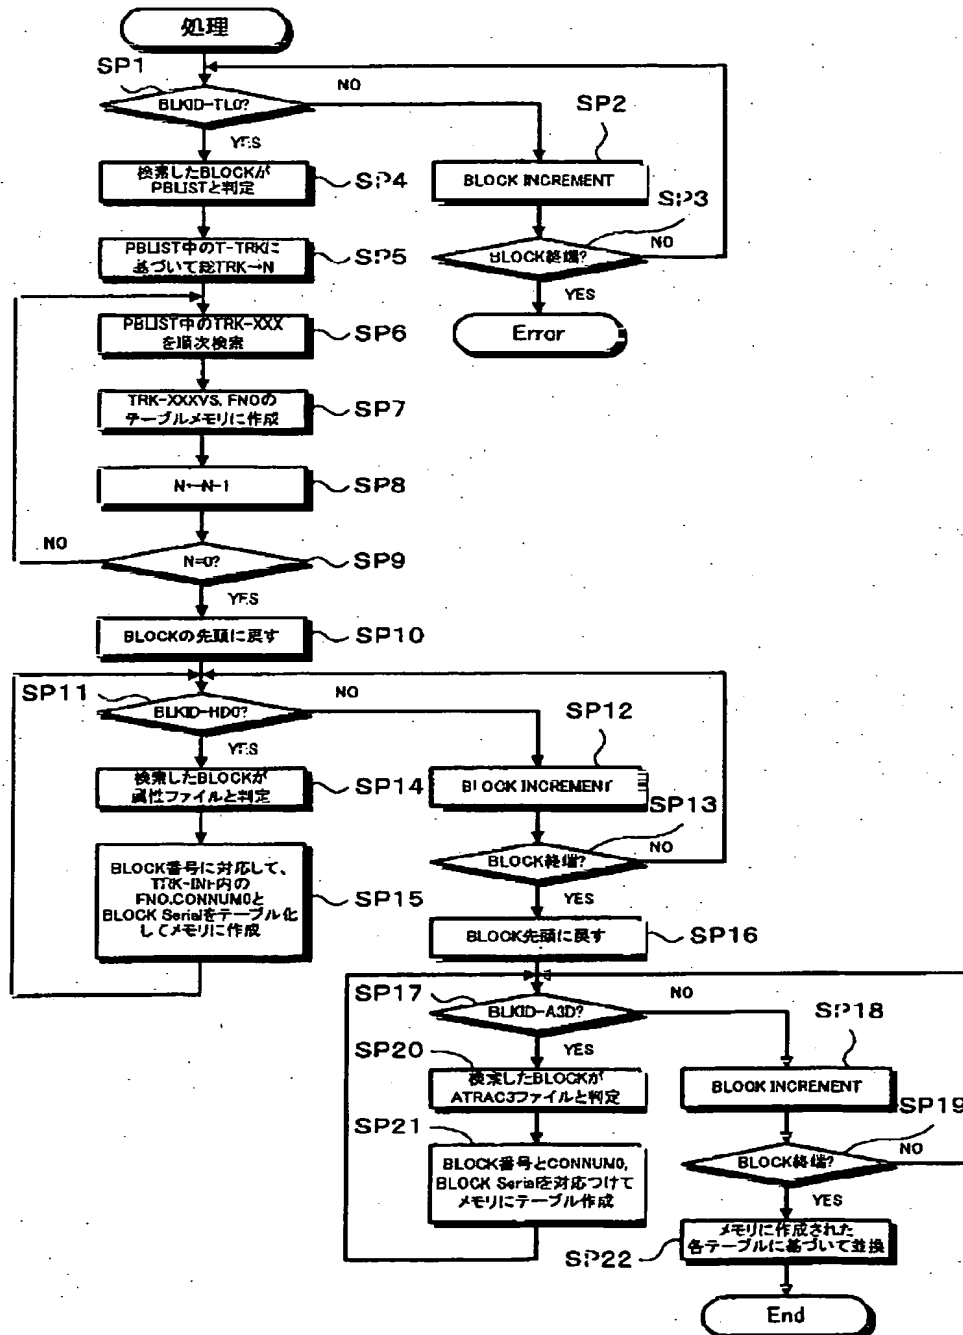 処理
SP1
BLKID-TL0?
NO
YES
SP2
BLOCK INCREMENT
SP3
BLOCK終端?
NO
YES
Error
検索したBLOCKが
PBLISTと判定
SP4
PBLIST中のT-TRKに
基づいて総TRK→N
SP5
PBLIST中のTRK-XXX
を順次検索
SP6
TRK-XXXVS, FNOの
テーブルメモリに作成
SP7
N←N-1
SP8
NO
N=0?
SP9
YES
BLOCKの先頭に戻す
SP10
SP11
BLKID-HD0?
NO
YES
SP12
BLOCK INCREMENT
SP13
BLOCK終端?
NO
YES
検索したBLOCKが
属性ファイルと判定
SP14
BLOCK番号に対応して、
TRK-INF内の
FNO.CONNUM0と
BLOCK Serialをテーブル化
してメモリに作成
SP15
BLOCK先頭に戻す
SP16
SP17
BLKID-A3D?
NO
YES
SP18
BLOCK INCREMENT
SP19
BLOCK終端?
NO
YES
SP20
検索したBLOCKが
ATRAC3ファイルと判定
SP21
BLOCK番号とCONNUM0,
BLOCK Serialを対応つけて
メモリにテーブル作成
メモリに作成された
各テーブルに基づいて並換
SP22
End